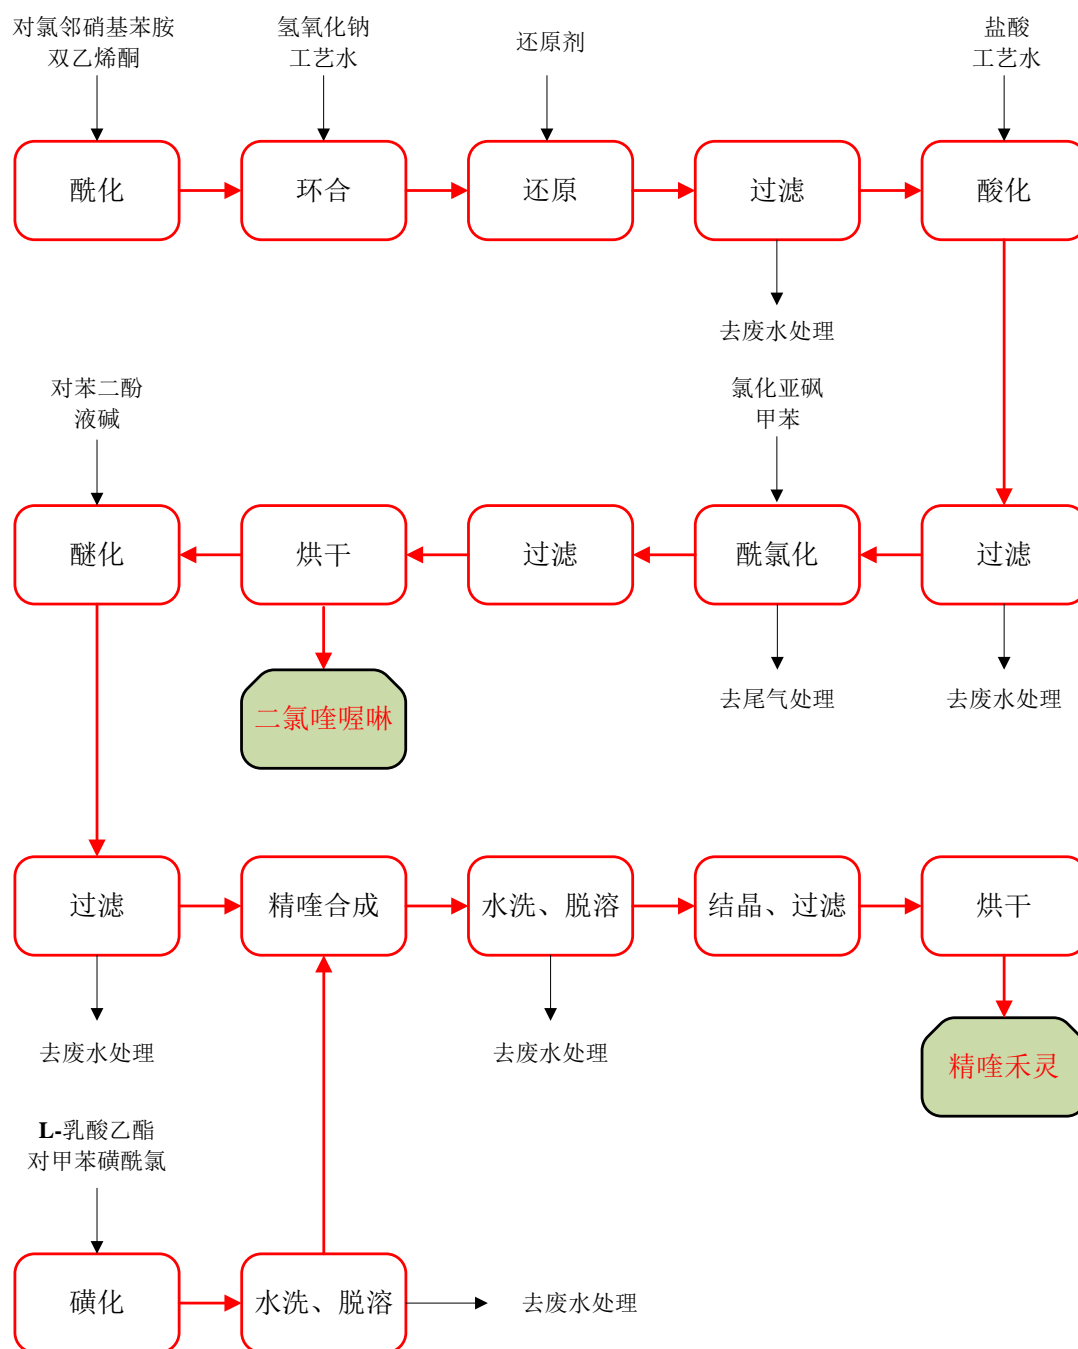 对氯邻硝基苯胺
双乙烯酮
氢氧化钠
工艺水
还原剂
盐酸
工艺水
酰化
环合
还原
过滤
酸化
去废水处理
对苯二酚
液碱
氯化亚砜
甲苯
醚化
烘干
过滤
酰氯化
过滤
二氯喹喔啉
去尾气处理
去废水处理
过滤
精喹合成
水洗、脱溶
结晶、过滤
烘干
去废水处理
去废水处理
精喹禾灵
L-乳酸乙酯
对甲苯磺酰氯
磺化
水洗、脱溶
去废水处理